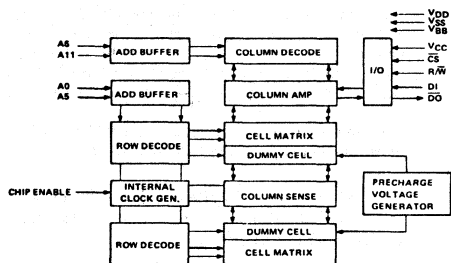 A6
A11
ADD BUFFER
COLUMN DECODE
I/O
VDD
VSS
VBB
VCC
C̅S̅
R/W̅
DI
D̅O̅
A0
A5
ADD BUFFER
COLUMN AMP
ROW DECODE
CELL MATRIX
DUMMY CELL
CHIP ENABLE
INTERNAL
CLOCK GEN.
COLUMN SENSE
PRECHARGE
VOLTAGE
GENERATOR
ROW DECODE
DUMMY CELL
CELL MATRIX